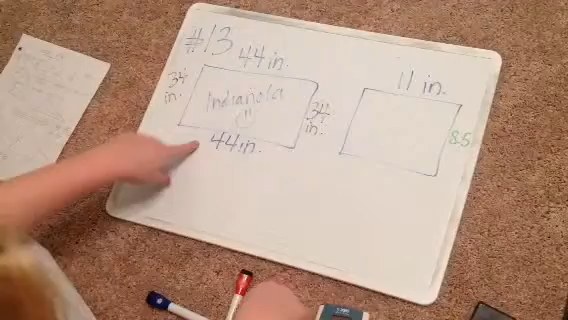 #13
44 in.
34 in.
Indianola
34 in.
44 in.
11 in.
8.5